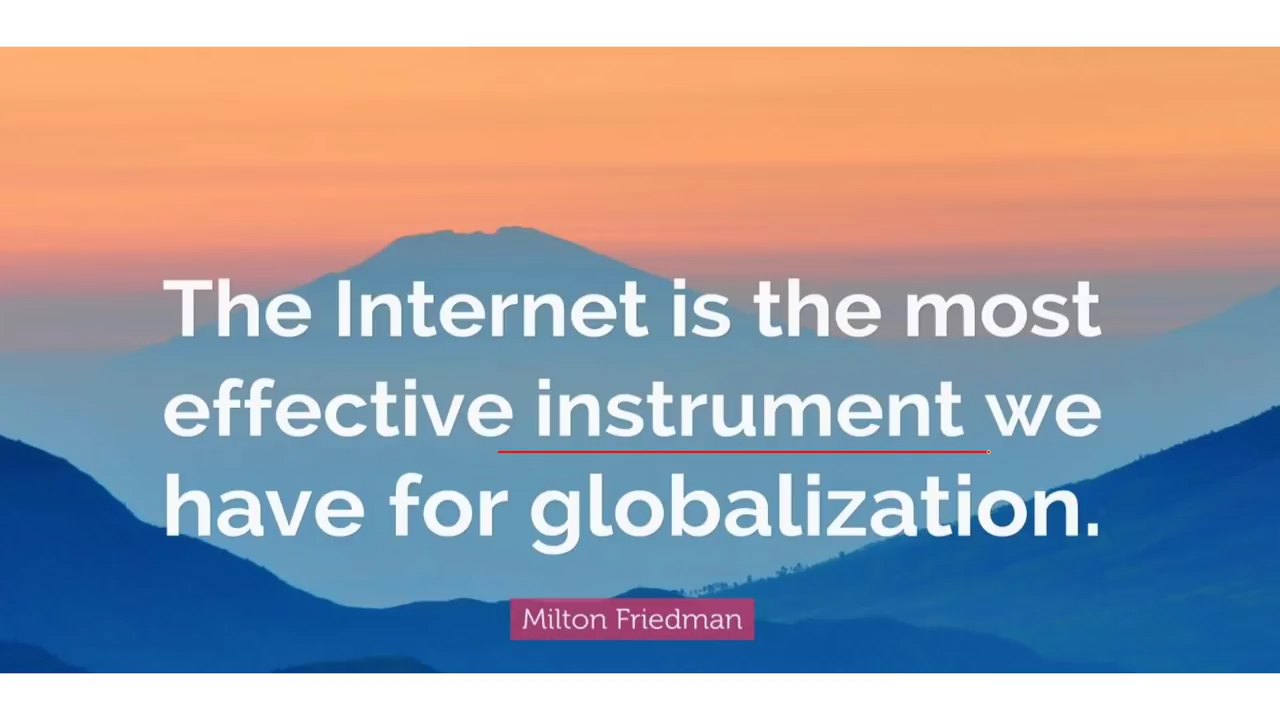 The Internet is the most
effective instrument we
have for globalization.
Milton Friedman